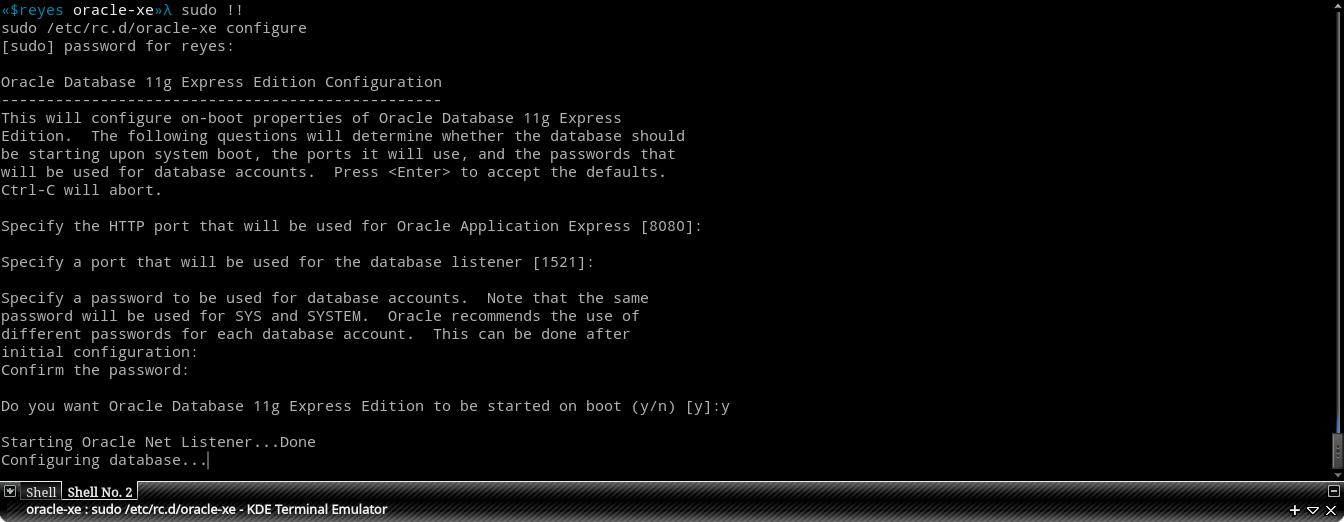 «$reyes oracle-xe»λ sudo !!
sudo /etc/rc.d/oracle-xe configure
[sudo] password for reyes:
Oracle Database 11g Express Edition Configuration
-------------------------------------------------
This will configure on-boot properties of Oracle Database 11g Express
Edition.  The following questions will determine whether the database should
be starting upon system boot, the ports it will use, and the passwords that
will be used for database accounts.  Press <Enter> to accept the defaults.
Ctrl-C will abort.
Specify the HTTP port that will be used for Oracle Application Express [8080]:
Specify a port that will be used for the database listener [1521]:
Specify a password to be used for database accounts.  Note that the same
password will be used for SYS and SYSTEM.  Oracle recommends the use of
different passwords for each database account.  This can be done after
initial configuration:
Confirm the password:
Do you want Oracle Database 11g Express Edition to be started on boot (y/n) [y]:y
Starting Oracle Net Listener...Done
Configuring database...
Shell
Shell No. 2
oracle-xe : sudo /etc/rc.d/oracle-xe - KDE Terminal Emulator